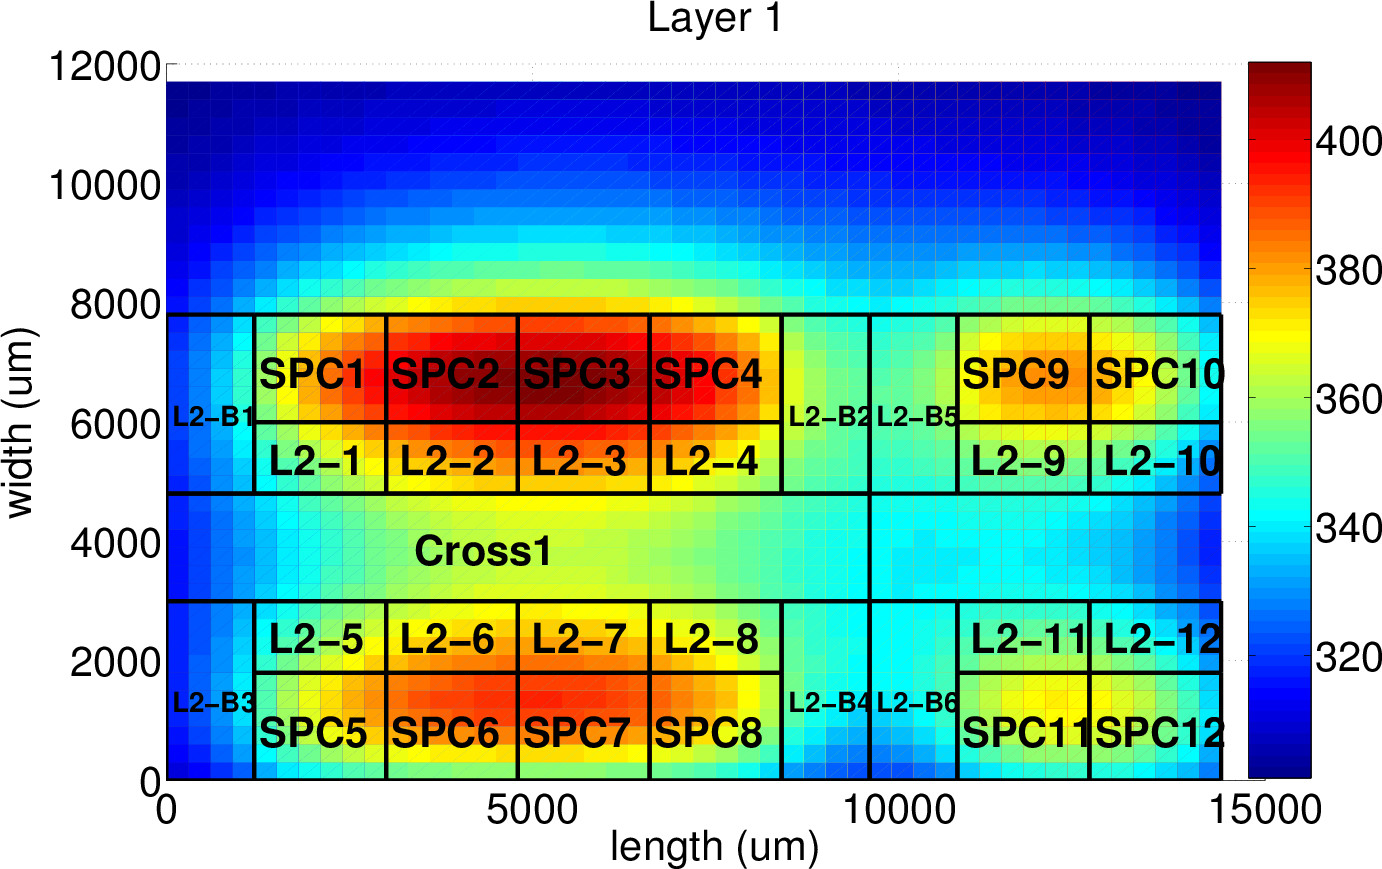 Layer 1
12000
10000
8000
6000
4000
2000
0
width (um)
SPC1 SPC2 SPC3 SPC4 SPC9 SPC10
L2-B1 L2-B2 L2-B5
L2-1 L2-2 L2-3 L2-4 L2-9 L2-10
Cross1
L2-5 L2-6 L2-7 L2-8 L2-11 L2-12
L2-B3 L2-B4 L2-B6
SPC5 SPC6 SPC7 SPC8 SPC11 SPC12
0 5000 10000 15000
length (um)
400
380
360
340
320